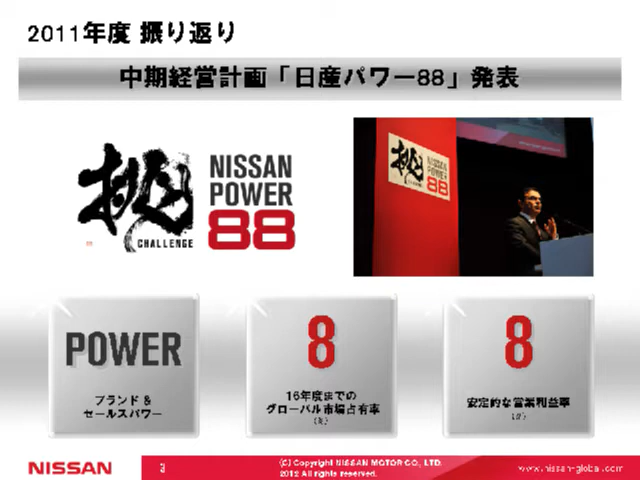 2011年度 振り返り
中期経営計画「日産パワー88」発表
挑
CHALLENGE
NISSAN
POWER
88
挑
CHALLENGE
NISSAN
POWER
88
POWER
ブランド &
セールスパワー
8
16年度までの
グローバル市場占有率
(%)
8
安定的な営業利益率
(%)
NISSAN
3
(C) Copyright NISSAN MOTOR CO., LTD.
2012 All rights reserved.
www.nissan-global.com